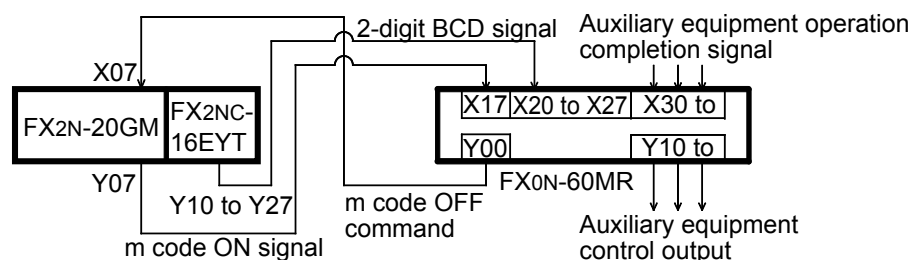 2-digit BCD signal
Auxiliary equipment operation
completion signal
X07
FX2N-20GM
FX2NC-
16EYT
X17
X20 to X27
X30 to
Y00
Y10 to
FX0N-60MR
Y07
Y10 to Y27
m code OFF
command
m code ON signal
Auxiliary equipment
control output